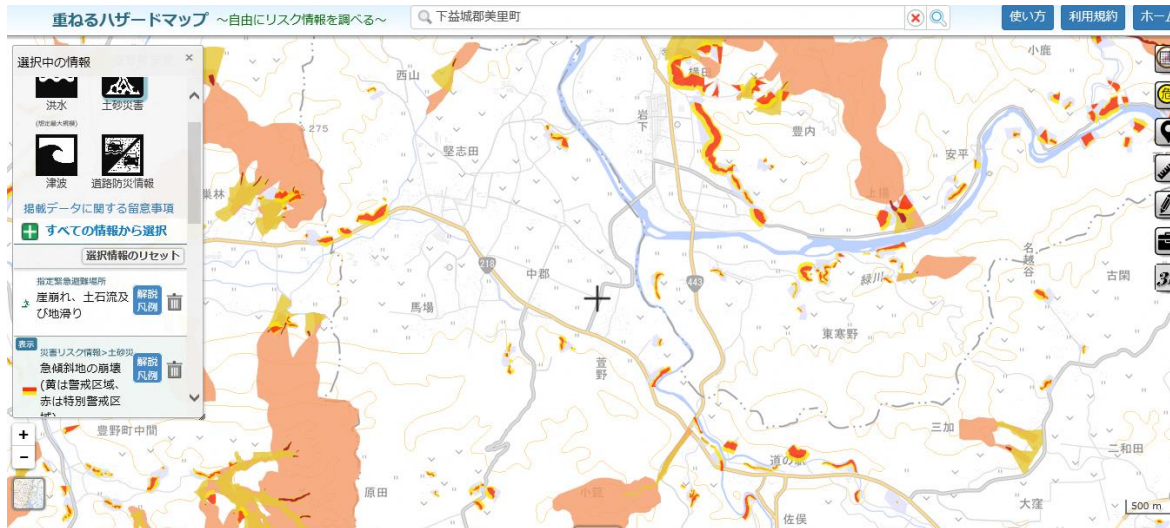 重ねるハザードマップ ～自由にリスク情報を調べる～
下益城郡美里町
使い方
利用規約
選択中の情報
洪水
(想定最大規模)
土砂災害
津波
道路防災情報
掲載データに関する留意事項
すべての情報から選択
選択情報のリセット
指定緊急避難場所
崖崩れ、土石流及
び地滑り
解説
凡例
表示
災害リスク情報>土砂災
急傾斜地の崩壊
(黄は警戒区域、
赤は特別警戒区
解説
凡例
+
−
西山
275
堅志田
巣林
横田
岩下
豊内
小鹿
安平
上場
名越谷
古閑
緑川
218
中郡
443
馬場
東寒野
萱野
三加
二和田
豊野町中間
原田
小筵
道の駅
佐俣
大窪
500 m